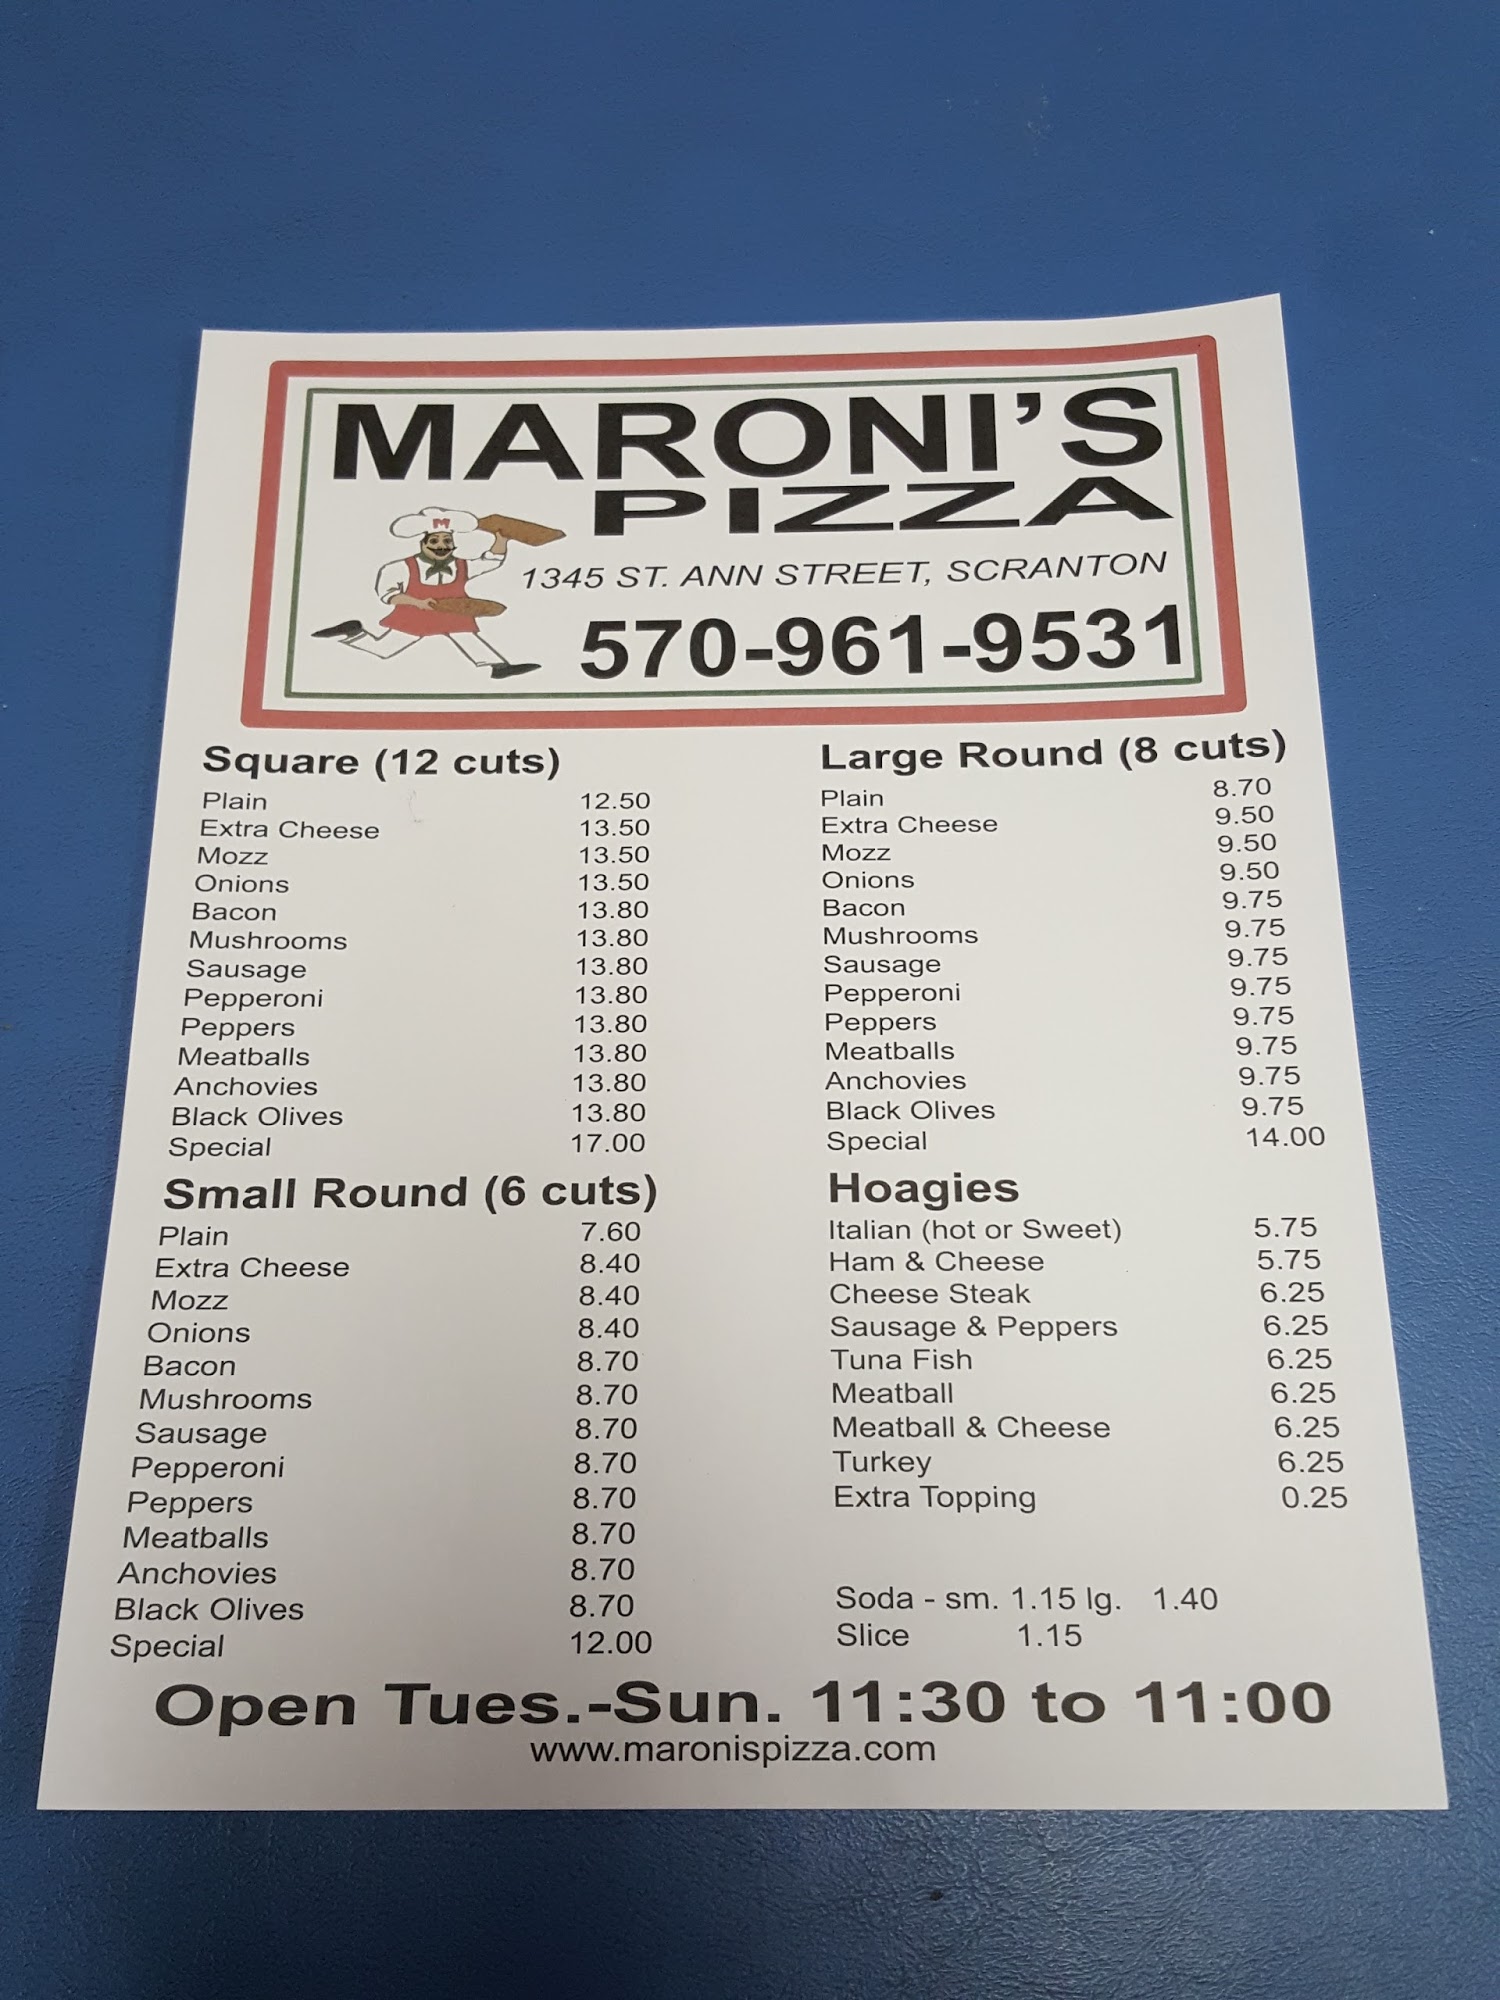 MARONI'S
PIZZA
M
1345 ST. ANN STREET, SCRANTON
570-961-9531
Square (12 cuts)
Plain 12.50
Extra Cheese 13.50
Mozz 13.50
Onions 13.50
Bacon 13.80
Mushrooms 13.80
Sausage 13.80
Pepperoni 13.80
Peppers 13.80
Meatballs 13.80
Anchovies 13.80
Black Olives 13.80
Special 17.00
Large Round (8 cuts)
Plain 8.70
Extra Cheese 9.50
Mozz 9.50
Onions 9.50
Bacon 9.75
Mushrooms 9.75
Sausage 9.75
Pepperoni 9.75
Peppers 9.75
Meatballs 9.75
Anchovies 9.75
Black Olives 9.75
Special 14.00
Small Round (6 cuts)
Plain 7.60
Extra Cheese 8.40
Mozz 8.40
Onions 8.40
Bacon 8.70
Mushrooms 8.70
Sausage 8.70
Pepperoni 8.70
Peppers 8.70
Meatballs 8.70
Anchovies 8.70
Black Olives 8.70
Special 12.00
Hoagies
Italian (hot or Sweet) 5.75
Ham & Cheese 5.75
Cheese Steak 6.25
Sausage & Peppers 6.25
Tuna Fish 6.25
Meatball 6.25
Meatball & Cheese 6.25
Turkey 6.25
Extra Topping 0.25
Soda - sm. 1.15 lg. 1.40
Slice 1.15
Open Tues.-Sun. 11:30 to 11:00
www.maronispizza.com